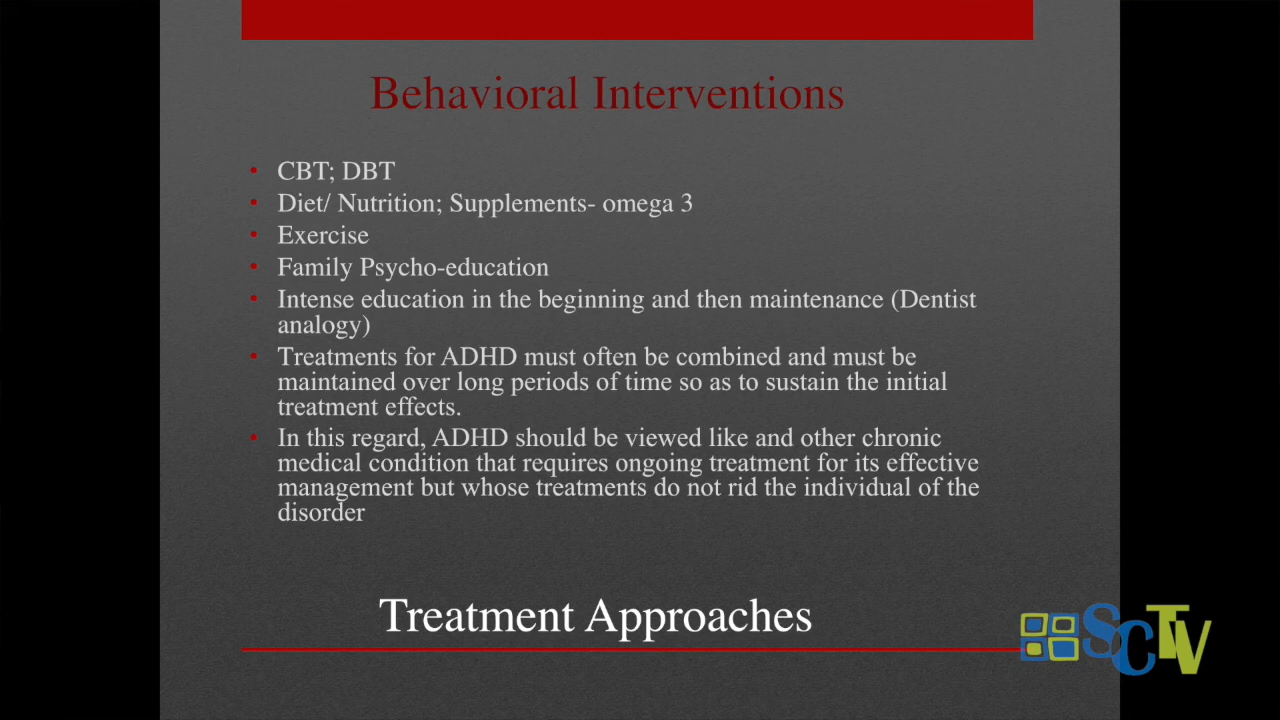 Behavioral Interventions
• CBT; DBT
• Diet/ Nutrition; Supplements- omega 3
• Exercise
• Family Psycho-education
• Intense education in the beginning and then maintenance (Dentist
analogy)
• Treatments for ADHD must often be combined and must be
maintained over long periods of time so as to sustain the initial
treatment effects.
• In this regard, ADHD should be viewed like and other chronic
medical condition that requires ongoing treatment for its effective
management but whose treatments do not rid the individual of the
disorder
Treatment Approaches
SCTV